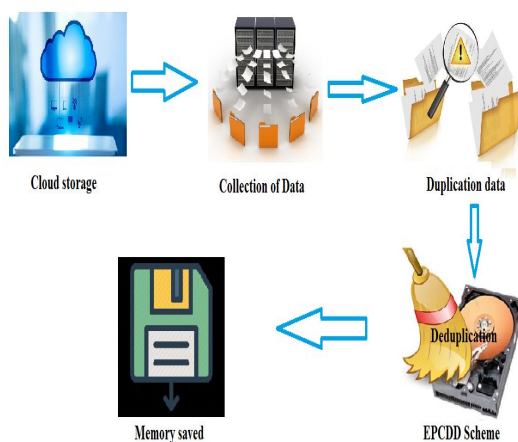 Cloud storage
Collection of Data
Duplication data
Deduplication
EPCDD Scheme
Memory saved